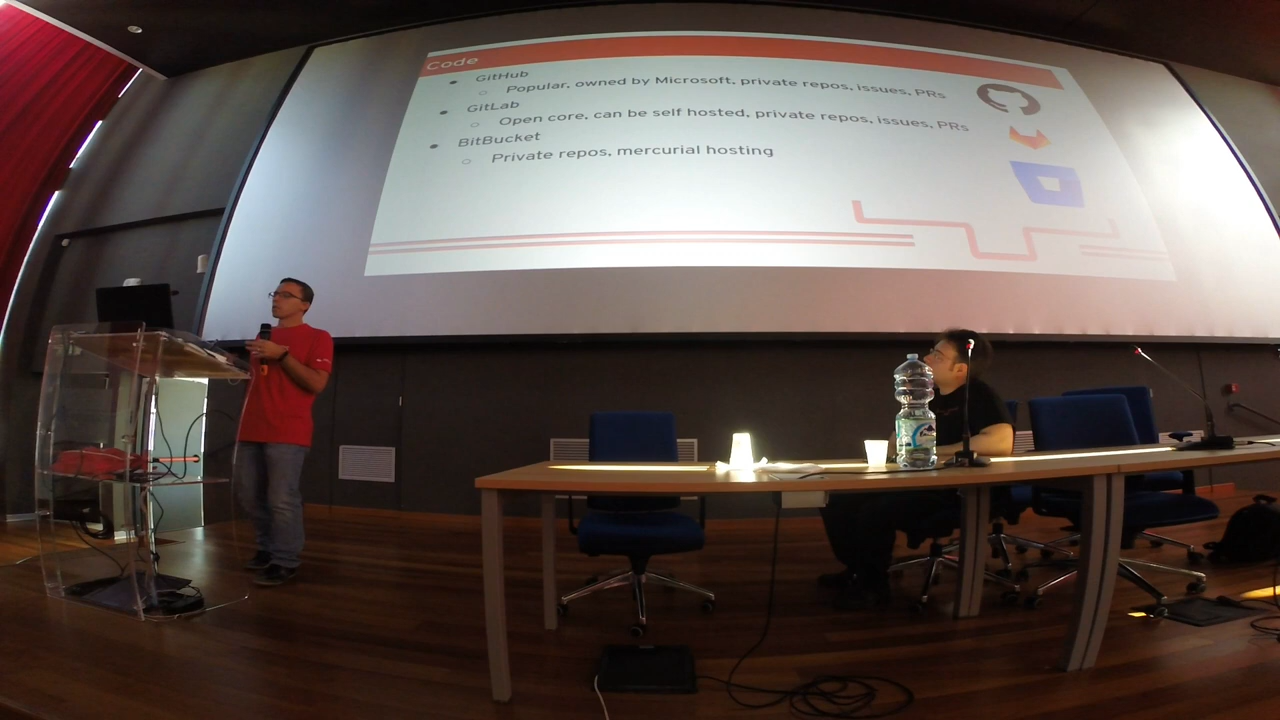 Code
GitHub
Popular, owned by Microsoft, private repos, issues, PRs
GitLab
Open core, can be self hosted, private repos, issues, PRs
BitBucket
Private repos, mercurial hosting